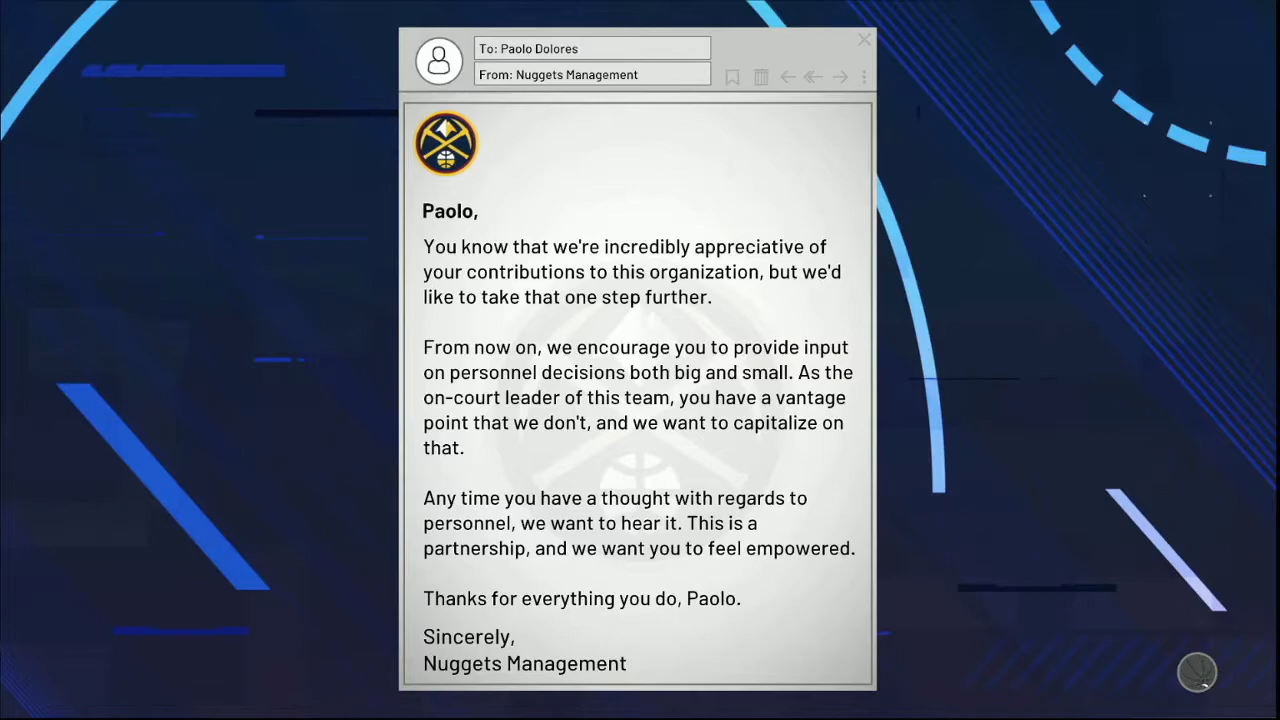 To: Paolo Dolores
From: Nuggets Management
Paolo,
You know that we're incredibly appreciative of
your contributions to this organization, but we'd
like to take that one step further.
From now on, we encourage you to provide input
on personnel decisions both big and small. As the
on-court leader of this team, you have a vantage
point that we don't, and we want to capitalize on
that.
Any time you have a thought with regards to
personnel, we want to hear it. This is a
partnership, and we want you to feel empowered.
Thanks for everything you do, Paolo.
Sincerely,
Nuggets Management